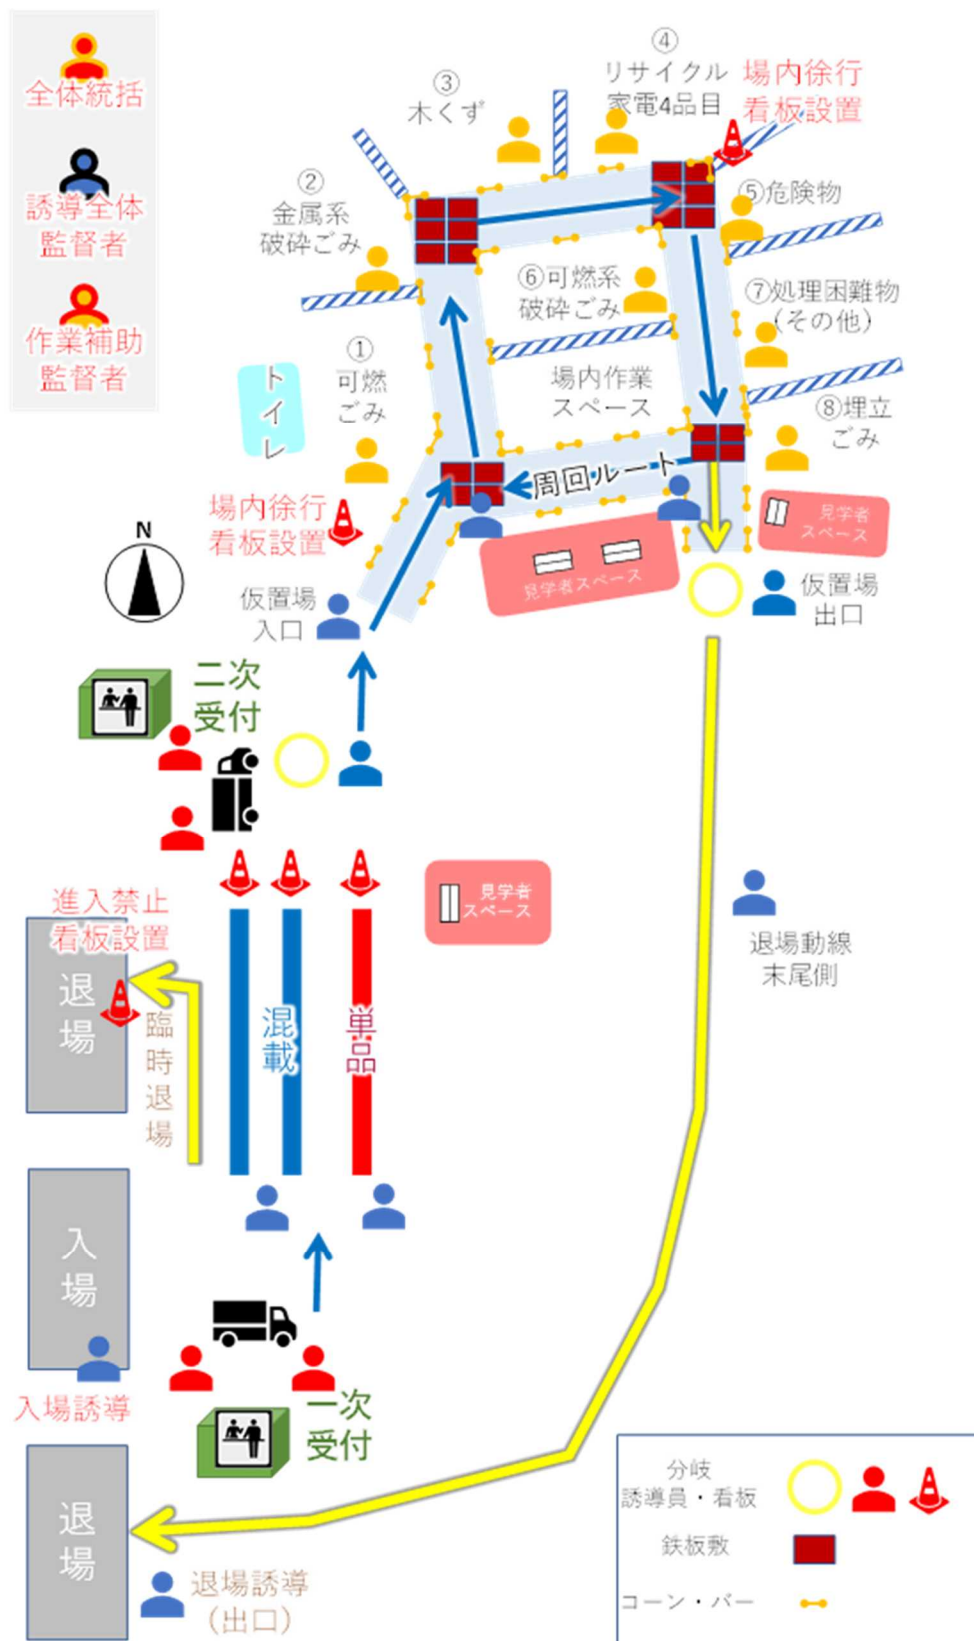 全体統括
誘導全体
監督者
作業補助
監督者
④
リサイクル
家電4品目
場内徐行
看板設置
③
木くず
②
金属系
破砕ごみ
⑤危険物
⑥可燃系
破砕ごみ
⑦処理困難物
(その他)
①
可燃
ごみ
場内作業
スペース
⑧埋立
ごみ
トイレ
周回ルート
場内徐行
看板設置
見学者
スペース
見学者スペース
N
仮置場
入口
仮置場
出口
二次
受付
見学者
スペース
進入禁止
看板設置
退場
臨時退場
混載
単品
退場動線
末尾側
入場
入場誘導
一次
受付
退場
退場誘導
(出口)
分岐
誘導員・看板
鉄板敷
コーン・バー